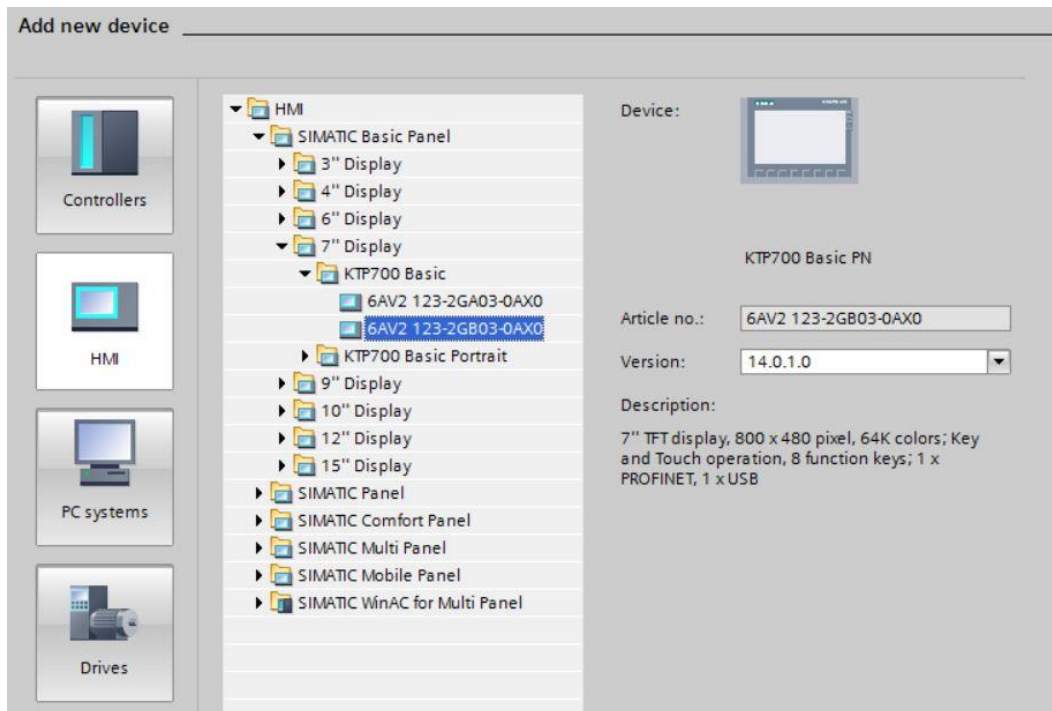 Add new device
Controllers
HMI
PC systems
Drives
HMI
SIMATIC Basic Panel
3'' Display
4'' Display
6'' Display
7'' Display
KTP700 Basic
6AV2 123-2GA03-0AX0
6AV2 123-2GB03-0AX0
KTP700 Basic Portrait
9'' Display
10'' Display
12'' Display
15'' Display
SIMATIC Panel
SIMATIC Comfort Panel
SIMATIC Multi Panel
SIMATIC Mobile Panel
SIMATIC WinAC for Multi Panel
Device:
KTP700 Basic PN
Article no.: 6AV2 123-2GB03-0AX0
Version: 14.0.1.0
Description:
7'' TFT display, 800 x 480 pixel, 64K colors; Key
and Touch operation, 8 function keys; 1 x
PROFINET, 1 x USB